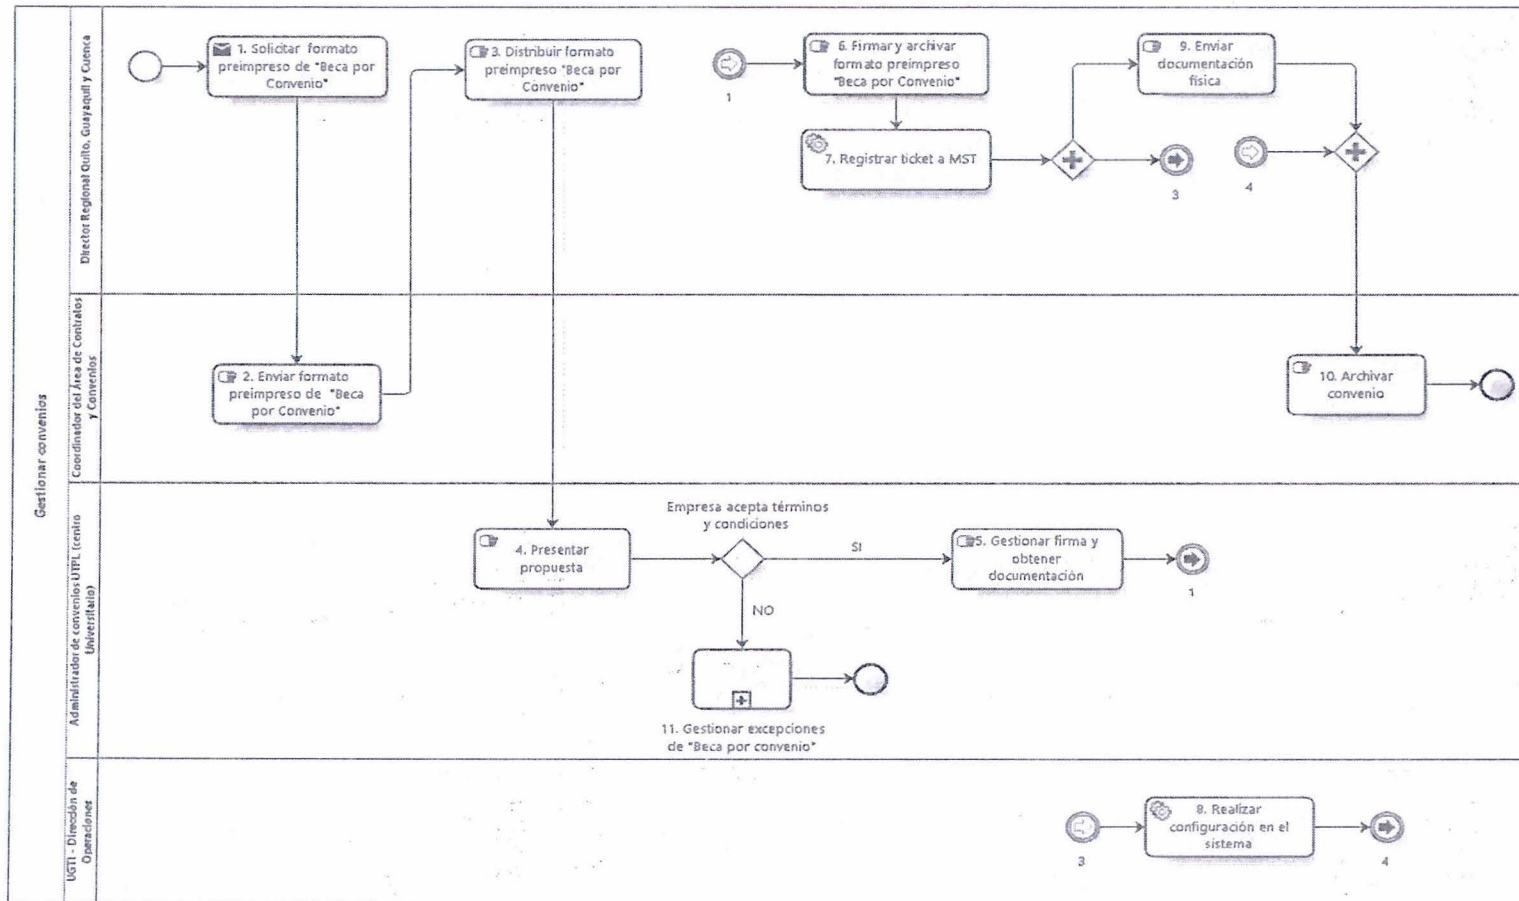 Gestionar convenios
Director Regional Quito, Guayaquil y Cuenca
1. Solicitar formato
preimpreso de "Beca por
Convenio"
3. Distribuir formato
preimpreso "Beca por
Convenio"
1
6. Firmar y archivar
formato preimpreso
"Beca por Convenio"
7. Registrar ticket a MST
9. Enviar
documentación
física
3
4
Coordinador del Área de Contratos
y Convenios
2. Enviar formato
preimpreso de "Beca
por Convenio"
10. Archivar
convenio
Administrador de convenios UTPL (centro
Universitario)
4. Presentar
propuesta
Empresa acepta términos
y condiciones
SI
NO
5. Gestionar firma y
obtener
documentación
1
11. Gestionar excepciones
de "Beca por convenio"
UGTI - Dirección de
Operaciones
3
8. Realizar
configuración en el
sistema
4